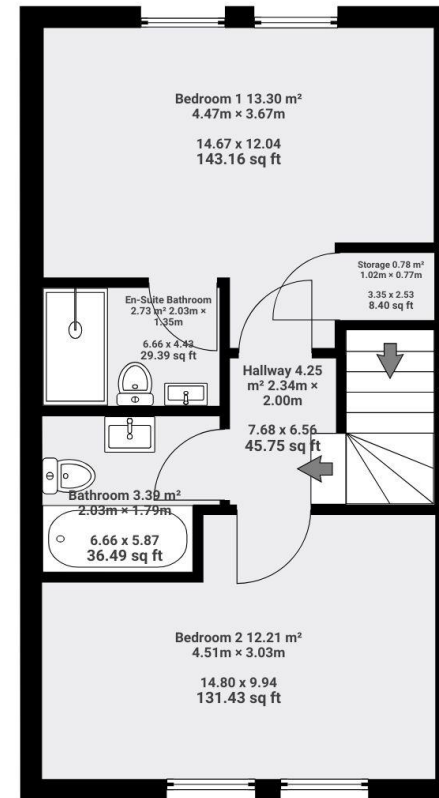 Bedroom 1 13.30 m²
4.47m × 3.67m
14.67 x 12.04
143.16 sq ft
Storage 0.78 m²
1.02m × 0.77m
3.35 x 2.53
8.40 sq ft
En-Suite Bathroom
2.73 m² 2.03m ×
1.35m
6.66 x 4.43
29.39 sq ft
Hallway 4.25
m² 2.34m ×
2.00m
7.68 x 6.56
45.75 sq ft
Bathroom 3.39 m²
2.03m × 1.79m
6.66 x 5.87
36.49 sq ft
Bedroom 2 12.21 m²
4.51m × 3.03m
14.80 x 9.94
131.43 sq ft